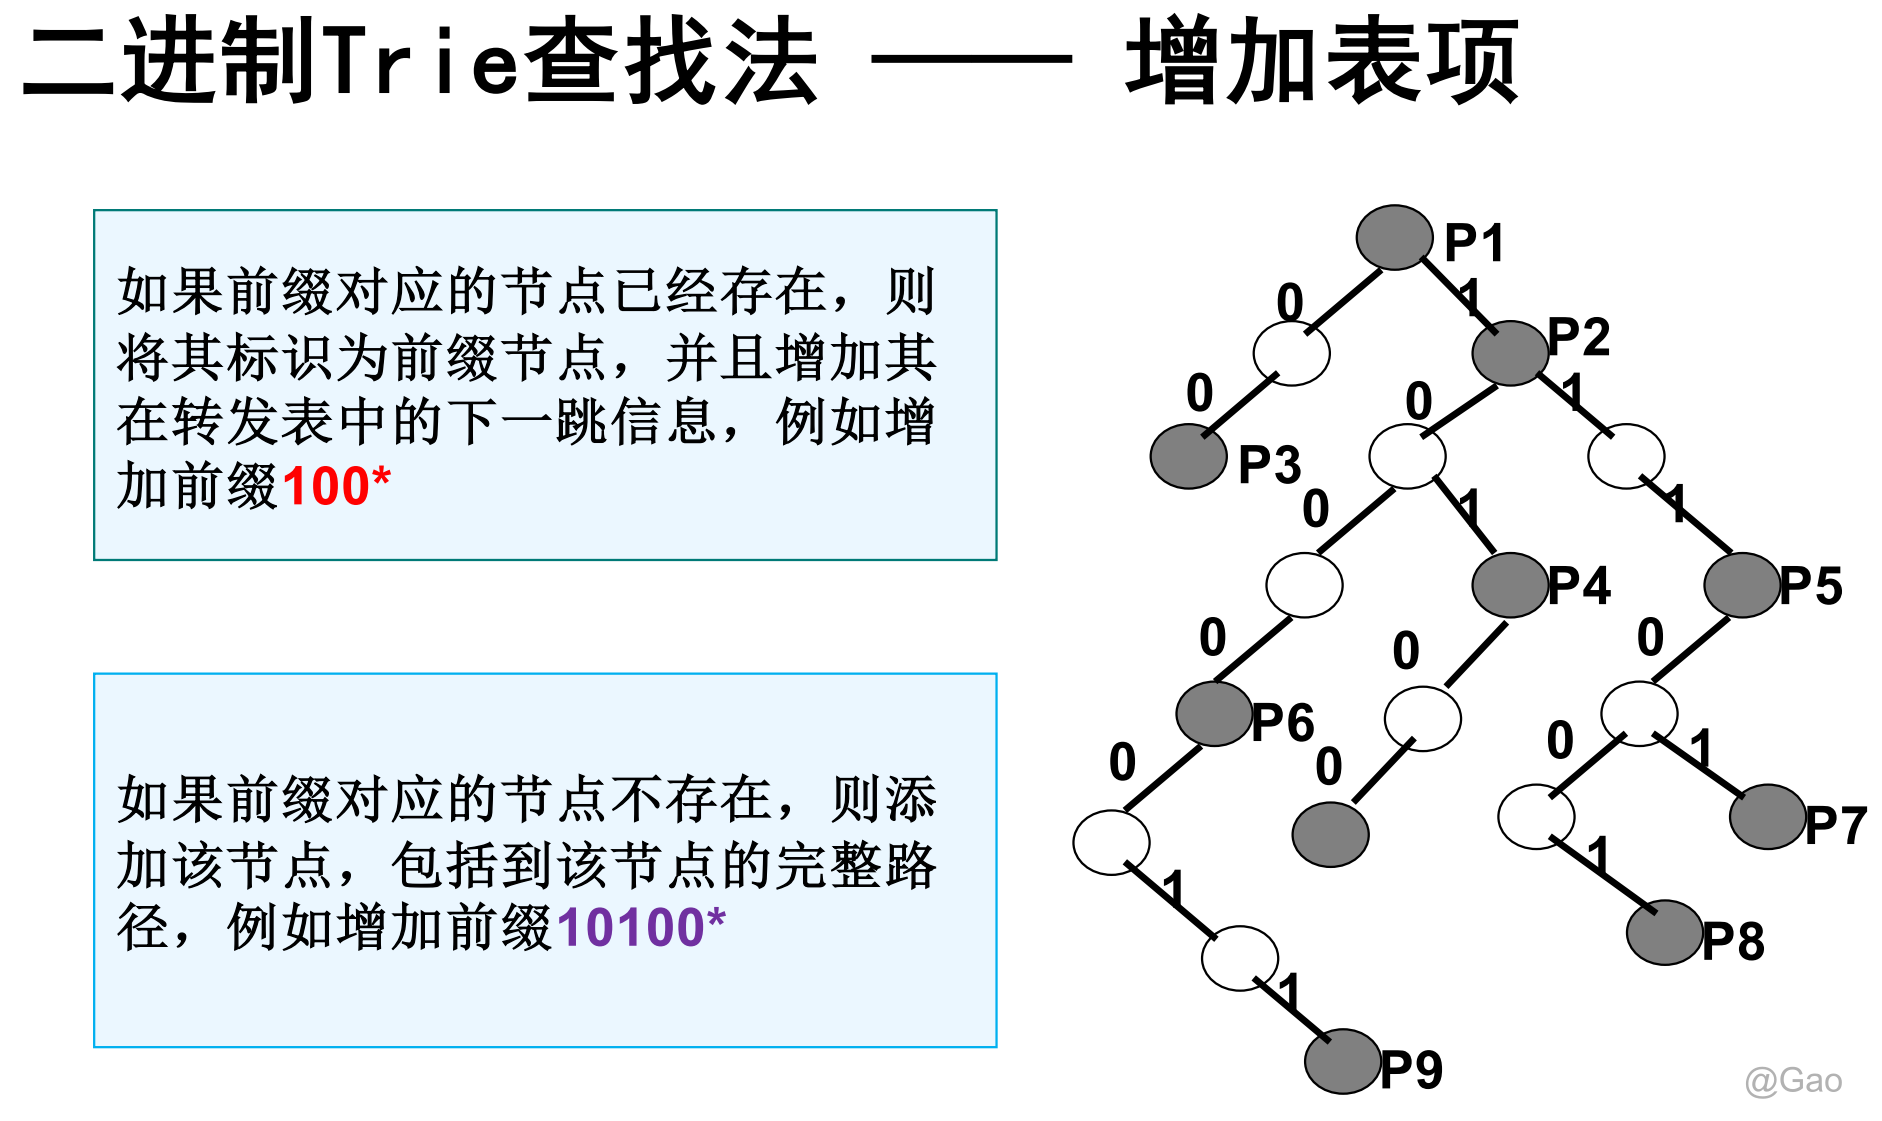 二进制Trie查找法 —— 增加表项
如果前缀对应的节点已经存在，则
将其标识为前缀节点，并且增加其
在转发表中的下一跳信息，例如增
加前缀100*
如果前缀对应的节点不存在，则添
加该节点，包括到该节点的完整路
径，例如增加前缀10100*
P1
0
1
P2
0
0
1
P3
0
1
1
P4
P5
0
0
0
P6
0
0
0
1
P7
1
1
P8
1
P9
@Gao